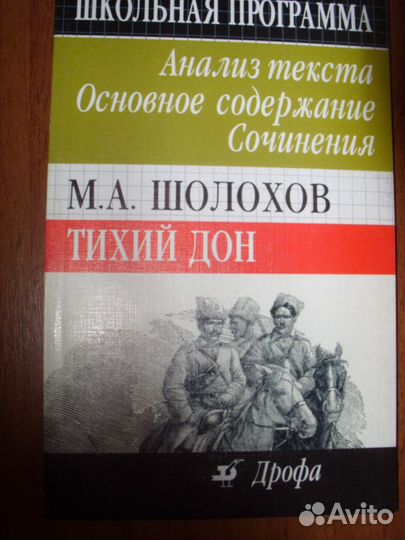 ШКОЛЬНАЯ ПРОГРАММА
Анализ текста
Основное содержание
Сочинения
М.А. ШОЛОХОВ
ТИХИЙ ДОН
Дрофа
Avito